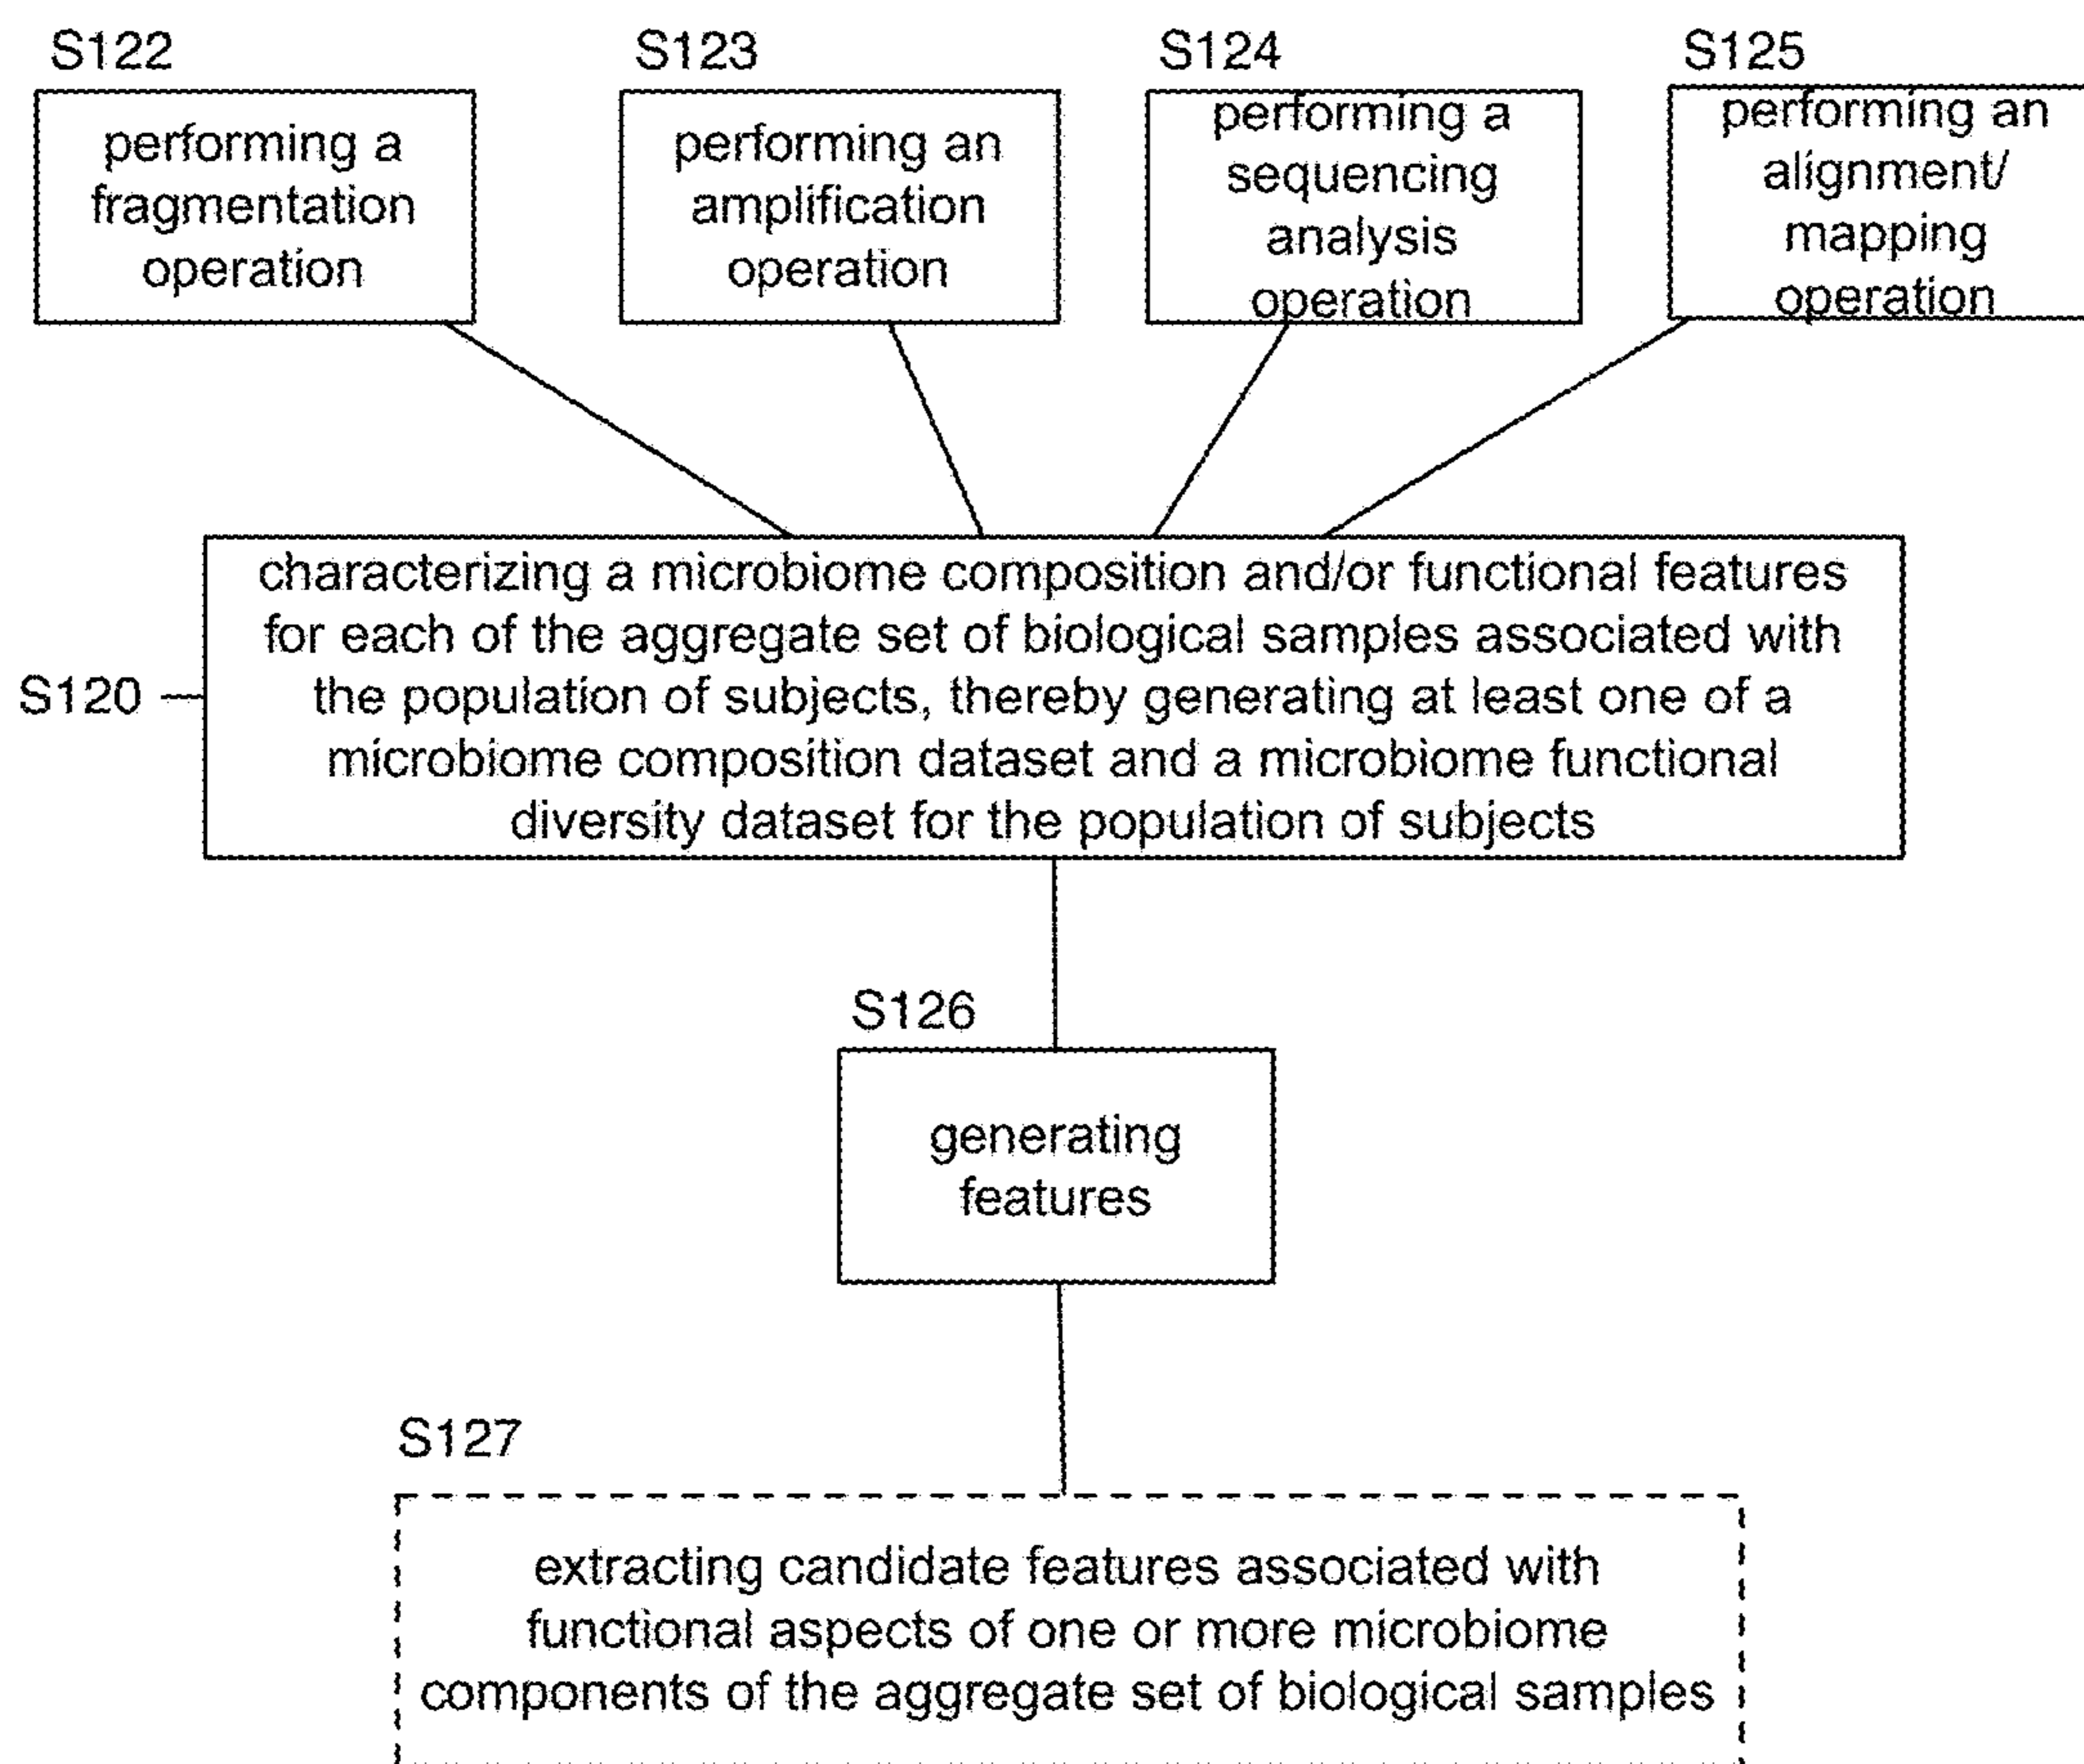 S122
performing a
fragmentation
operation
S123
performing an
amplification
operation
S124
performing a
sequencing
analysis
operation
S125
performing an
alignment/
mapping
operation
S120
characterizing a microbiome composition and/or functional features
for each of the aggregate set of biological samples associated with
the population of subjects, thereby generating at least one of a
microbiome composition dataset and a microbiome functional
diversity dataset for the population of subjects
S126
generating
features
S127
extracting candidate features associated with
functional aspects of one or more microbiome
components of the aggregate set of biological samples